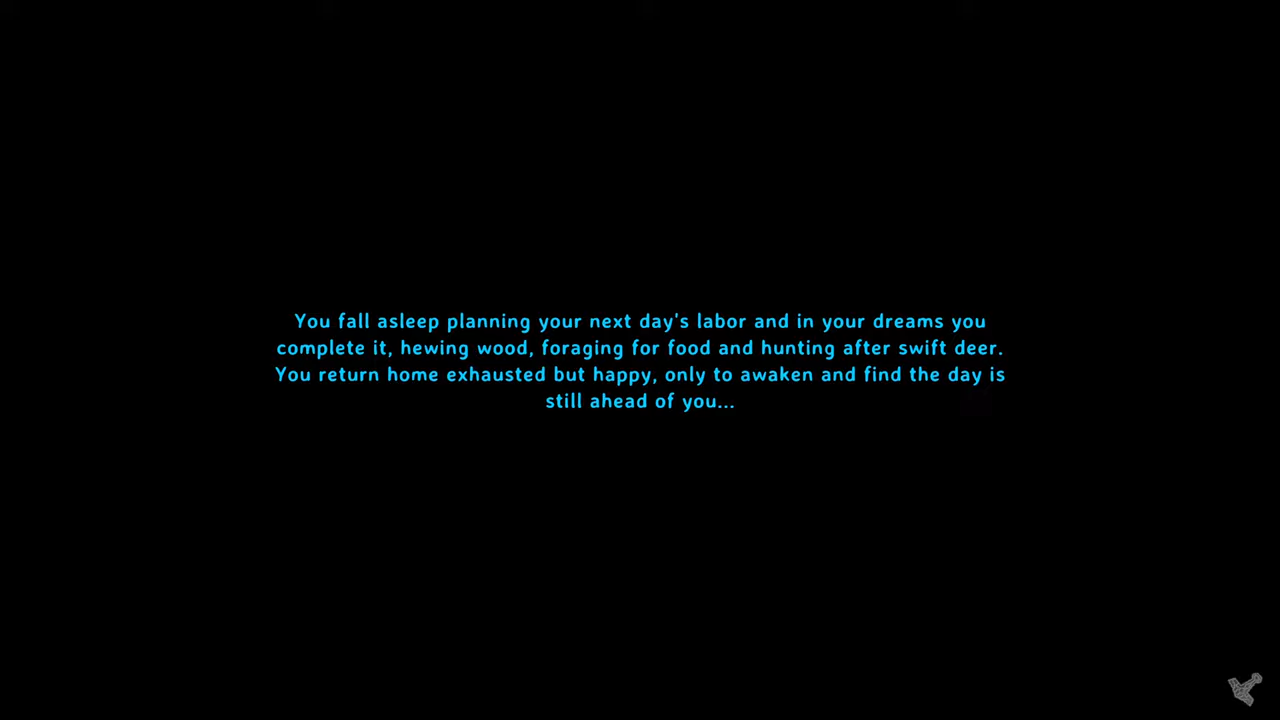 You fall asleep planning your next day's labor and in your dreams you
complete it, hewing wood, foraging for food and hunting after swift deer.
You return home exhausted but happy, only to awaken and find the day is
still ahead of you...